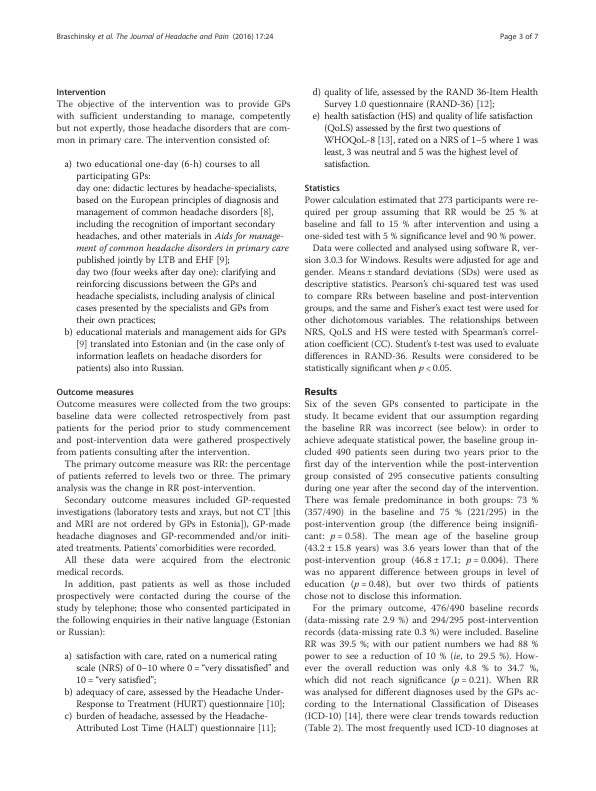 Braschinsky et al. The Journal of Headache and Pain (2016) 17:24
Page 3 of 7
Intervention
The objective of the intervention was to provide GPs
with sufficient understanding to manage, competently
but not expertly, those headache disorders that are com-
mon in primary care. The intervention consisted of:
a) two educational one-day (6-h) courses to all
participating GPs:
day one: didactic lectures by headache-specialists,
based on the European principles of diagnosis and
management of common headache disorders [8],
including the recognition of important secondary
headaches, and other materials in Aids for manage-
ment of common headache disorders in primary care
published jointly by LTB and EHF [9];
day two (four weeks after day one): clarifying and
reinforcing discussions between the GPs and
headache specialists, including analysis of clinical
cases presented by the specialists and GPs from
their own practices;
b) educational materials and management aids for GPs
[9] translated into Estonian and (in the case only of
information leaflets on headache disorders for
patients) also into Russian.
Outcome measures
Outcome measures were collected from the two groups:
baseline data were collected retrospectively from past
patients for the period prior to study commencement
and post-intervention data were gathered prospectively
from patients consulting after the intervention.
The primary outcome measure was RR: the percentage
of patients referred to levels two or three. The primary
analysis was the change in RR post-intervention.
Secondary outcome measures included GP-requested
investigations (laboratory tests and xrays, but not CT [this
and MRI are not ordered by GPs in Estonia]), GP-made
headache diagnoses and GP-recommended and/or initi-
ated treatments. Patients' comorbidities were recorded.
All these data were acquired from the electronic
medical records.
In addition, past patients as well as those included
prospectively were contacted during the course of the
study by telephone; those who consented participated in
the following enquiries in their native language (Estonian
or Russian):
a) satisfaction with care, rated on a numerical rating
scale (NRS) of 0–10 where 0 = "very dissatisfied" and
10 = "very satisfied";
b) adequacy of care, assessed by the Headache Under-
Response to Treatment (HURT) questionnaire [10];
c) burden of headache, assessed by the Headache-
Attributed Lost Time (HALT) questionnaire [11];
d) quality of life, assessed by the RAND 36-Item Health
Survey 1.0 questionnaire (RAND-36) [12];
e) health satisfaction (HS) and quality of life satisfaction
(QoLS) assessed by the first two questions of
WHOQoL-8 [13], rated on a NRS of 1–5 where 1 was
least, 3 was neutral and 5 was the highest level of
satisfaction.
Statistics
Power calculation estimated that 273 participants were re-
quired per group assuming that RR would be 25 % at
baseline and fall to 15 % after intervention and using a
one-sided test with 5 % significance level and 90 % power.
Data were collected and analysed using software R, ver-
sion 3.0.3 for Windows. Results were adjusted for age and
gender. Means ± standard deviations (SDs) were used as
descriptive statistics. Pearson's chi-squared test was used
to compare RRs between baseline and post-intervention
groups, and the same and Fisher's exact test were used for
other dichotomous variables. The relationships between
NRS, QoLS and HS were tested with Spearman's correl-
ation coefficient (CC). Student's t-test was used to evaluate
differences in RAND-36. Results were considered to be
statistically significant when p < 0.05.
Results
Six of the seven GPs consented to participate in the
study. It became evident that our assumption regarding
the baseline RR was incorrect (see below): in order to
achieve adequate statistical power, the baseline group in-
cluded 490 patients seen during two years prior to the
first day of the intervention while the post-intervention
group consisted of 295 consecutive patients consulting
during one year after the second day of the intervention.
There was female predominance in both groups: 73 %
(357/490) in the baseline and 75 % (221/295) in the
post-intervention group (the difference being insignifi-
cant: p = 0.58). The mean age of the baseline group
(43.2 ± 15.8 years) was 3.6 years lower than that of the
post-intervention group (46.8 ± 17.1; p = 0.004). There
was no apparent difference between groups in level of
education (p = 0.48), but over two thirds of patients
chose not to disclose this information.
For the primary outcome, 476/490 baseline records
(data-missing rate 2.9 %) and 294/295 post-intervention
records (data-missing rate 0.3 %) were included. Baseline
RR was 39.5 %; with our patient numbers we had 88 %
power to see a reduction of 10 % (ie, to 29.5 %). How-
ever the overall reduction was only 4.8 % to 34.7 %,
which did not reach significance (p = 0.21). When RR
was analysed for different diagnoses used by the GPs ac-
cording to the International Classification of Diseases
(ICD-10) [14], there were clear trends towards reduction
(Table 2). The most frequently used ICD-10 diagnoses at